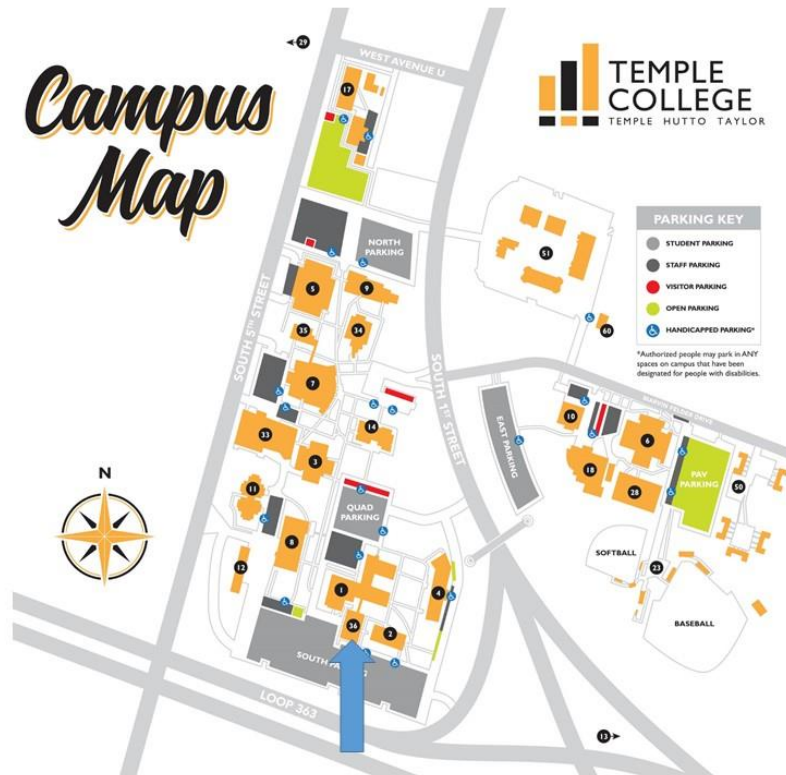 29
WEST AVENUE U
Campus
Map
TEMPLE
COLLEGE
TEMPLE HUTTO TAYLOR
17
PARKING KEY
STUDENT PARKING
STAFF PARKING
VISITOR PARKING
OPEN PARKING
HANDICAPPED PARKING*
*Authorized people may park in ANY
spaces on campus that have been
designated for people with disabilities.
NORTH
PARKING
51
5
9
SOUTH 5TH STREET
35
34
60
7
SOUTH 1ST STREET
MARVIN FELDER DRIVE
10
14
EAST PARKING
33
6
3
18
PAV
PARKING
50
N
11
28
QUAD
PARKING
8
SOFTBALL
12
23
1
4
36
2
BASEBALL
SOUTH PARKING
LOOP 363
13